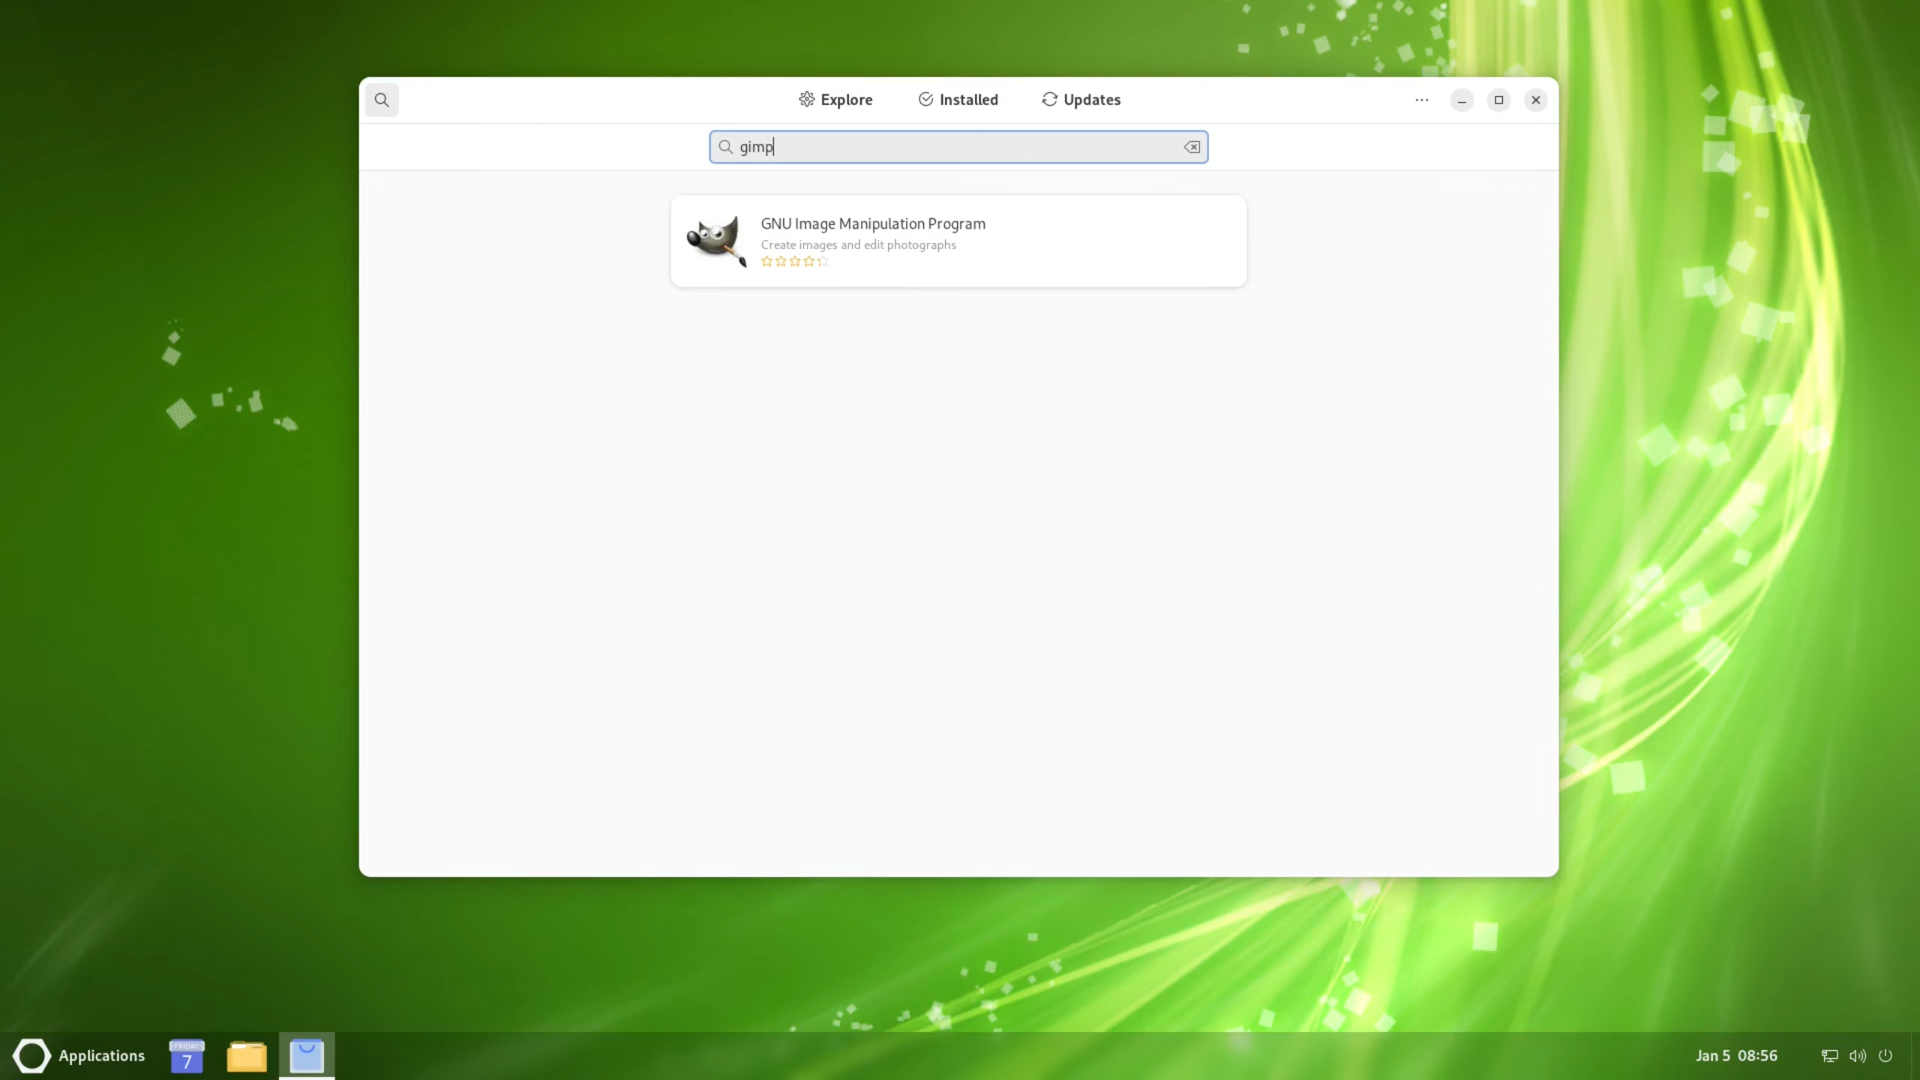 Explore
Installed
Updates
gimp
GNU Image Manipulation Program
Create images and edit photographs
Applications
FRIDAY
7
Jan 5 08:56